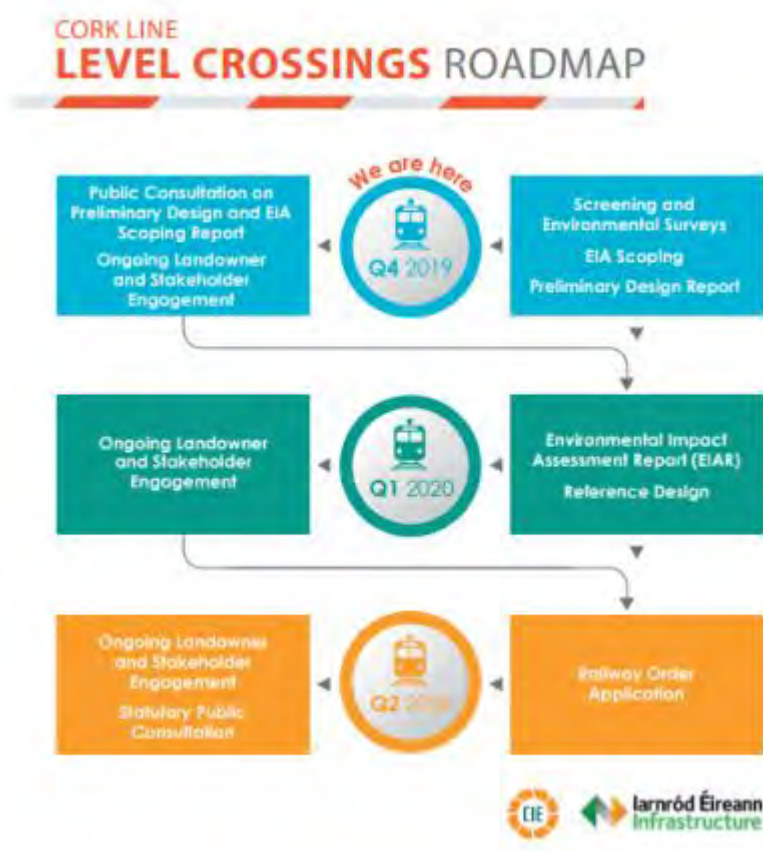 CORK LINE
LEVEL CROSSINGS ROADMAP
We are here
Public Consultation on
Preliminary Design and EIA
Scoping Report
Ongoing Landowner
and Stakeholder
Engagement
Q4 2019
Screening and
Environmental Surveys
EIA Scoping
Preliminary Design Report
Ongoing Landowner
and Stakeholder
Engagement
Q1 2020
Environmental Impact
Assessment Report (EIAR)
Reference Design
Ongoing Landowner
and Stakeholder
Engagement
Statutory Public
Consultation
Q2
Railway Order
Application
CIE
Iarnród Éireann
Infrastructure